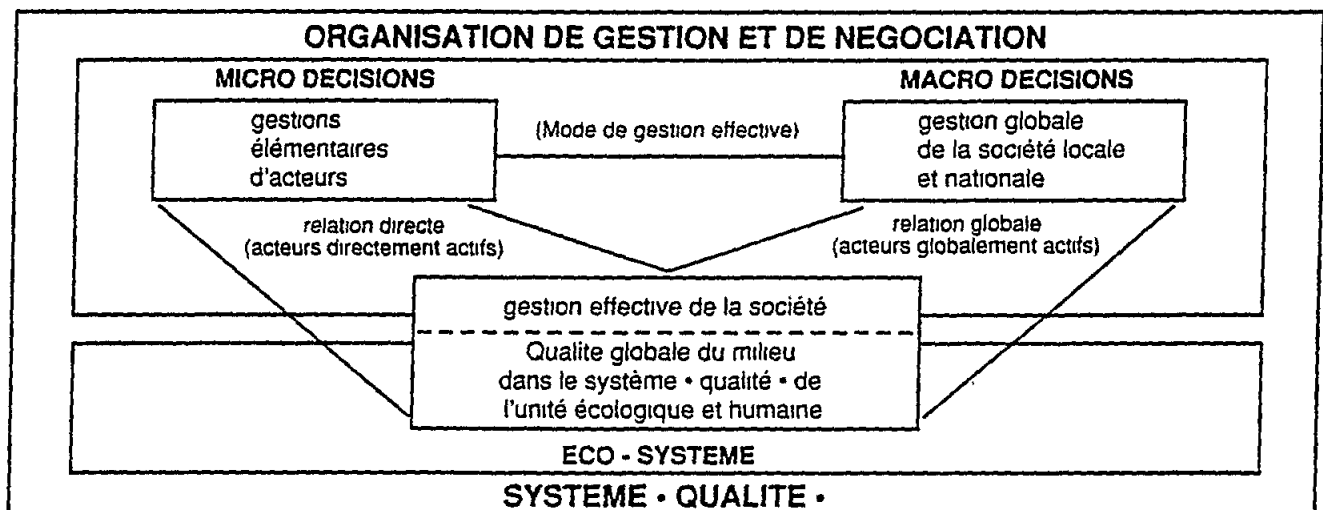 ORGANISATION DE GESTION ET DE NEGOCIATION
MICRO DECISIONS
gestions
élémentaires
d'acteurs
(Mode de gestion effective)
MACRO DECISIONS
gestion globale
de la société locale
et nationale
relation directe
(acteurs directement actifs)
relation globale
(acteurs globalement actifs)
gestion effective de la société
Qualite globale du milieu
dans le système • qualité • de
l'unité écologique et humaine
ECO - SYSTEME
SYSTEME • QUALITE •